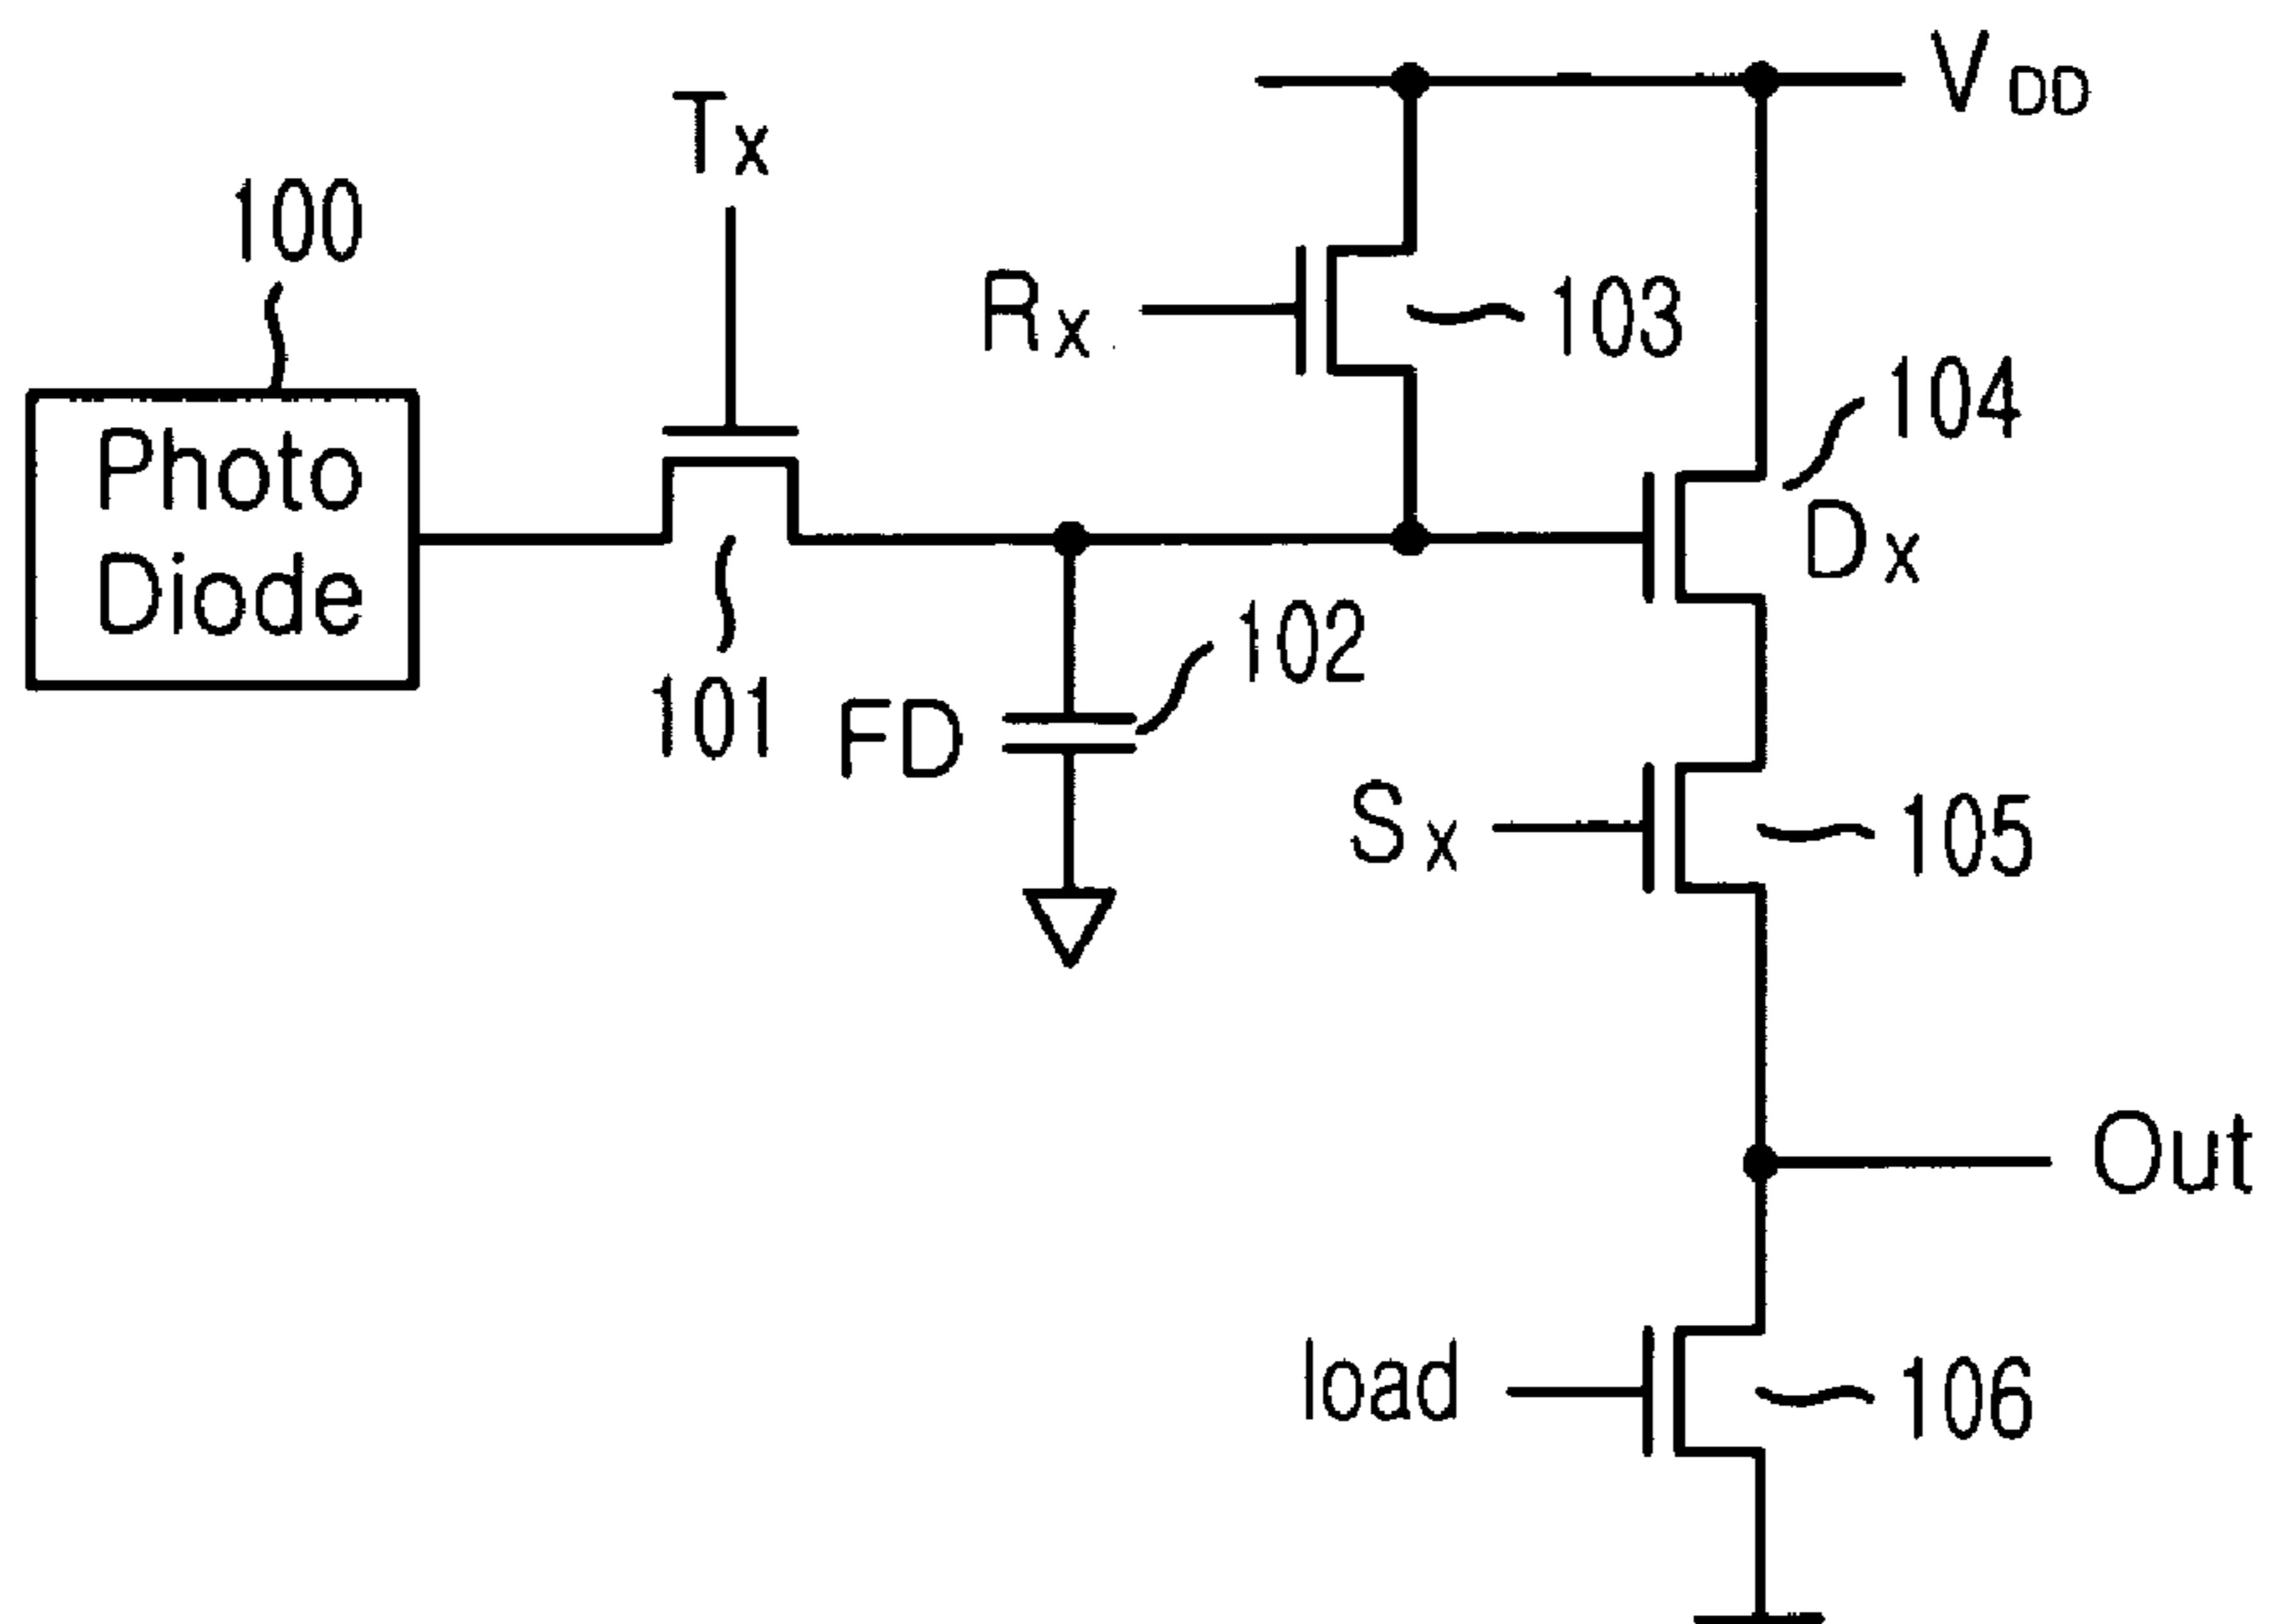 VDD
Tx
100
Rx
103
104
Photo
Diode
Dx
102
101
FD
Sx
105
Out
load
106